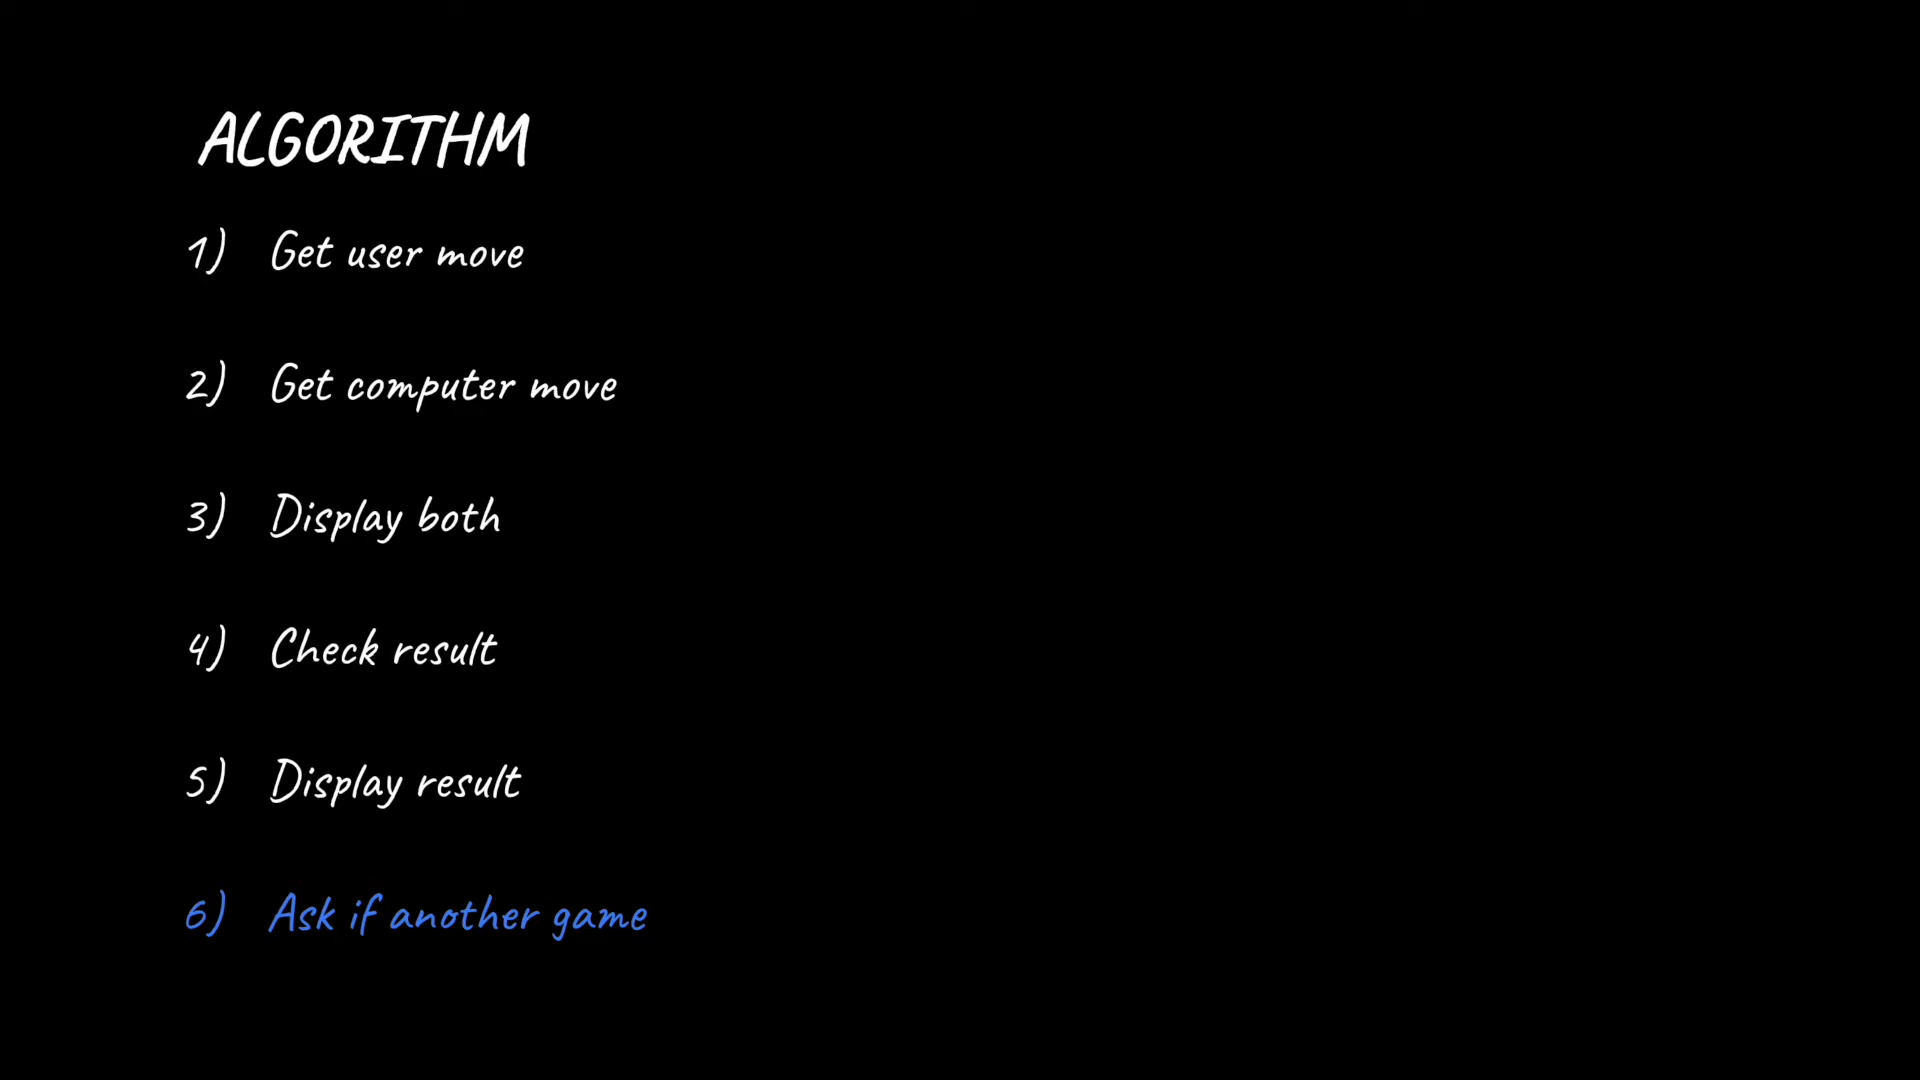 ALGORITHM
1) Get user move
2) Get computer move
3) Display both
4) Check result
5) Display result
6) Ask if another game